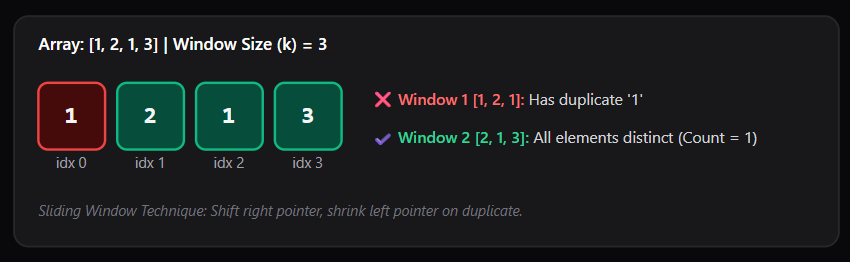 Array: [1, 2, 1, 3] | Window Size (k) = 3
1 2 1 3
idx 0 idx 1 idx 2 idx 3
❌ Window 1 [1, 2, 1]: Has duplicate '1'
✔ Window 2 [2, 1, 3]: All elements distinct (Count = 1)
Sliding Window Technique: Shift right pointer, shrink left pointer on duplicate.